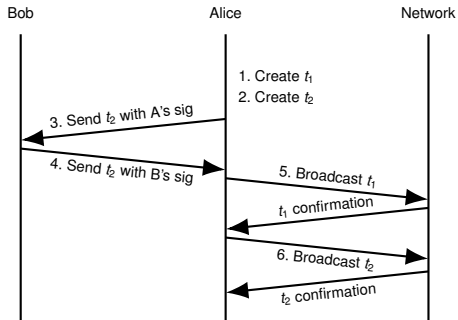 Bob Alice Network
1. Create t₁
2. Create t₂
3. Send t₂ with A's sig
4. Send t₂ with B's sig
5. Broadcast t₁
t₁ confirmation
6. Broadcast t₂
t₂ confirmation